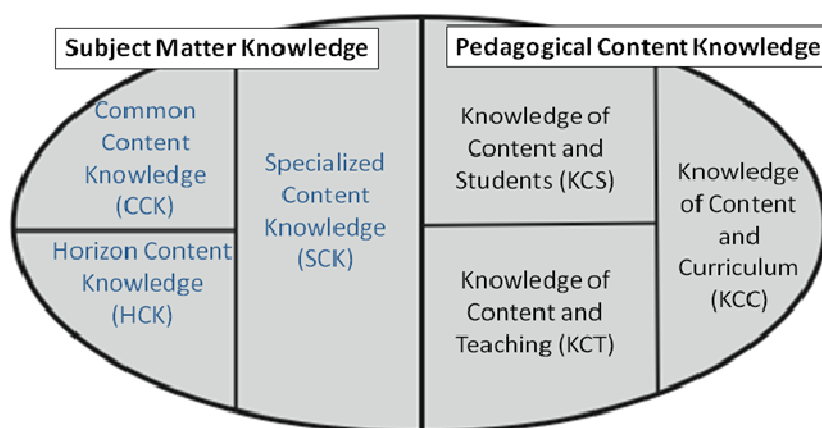 Subject Matter Knowledge
Pedagogical Content Knowledge
Common
Content
Knowledge
(CCK)
Horizon Content
Knowledge
(HCK)
Specialized
Content
Knowledge
(SCK)
Knowledge of
Content and
Students (KCS)
Knowledge of
Content and
Teaching (KCT)
Knowledge
of Content
and
Curriculum
(KCC)